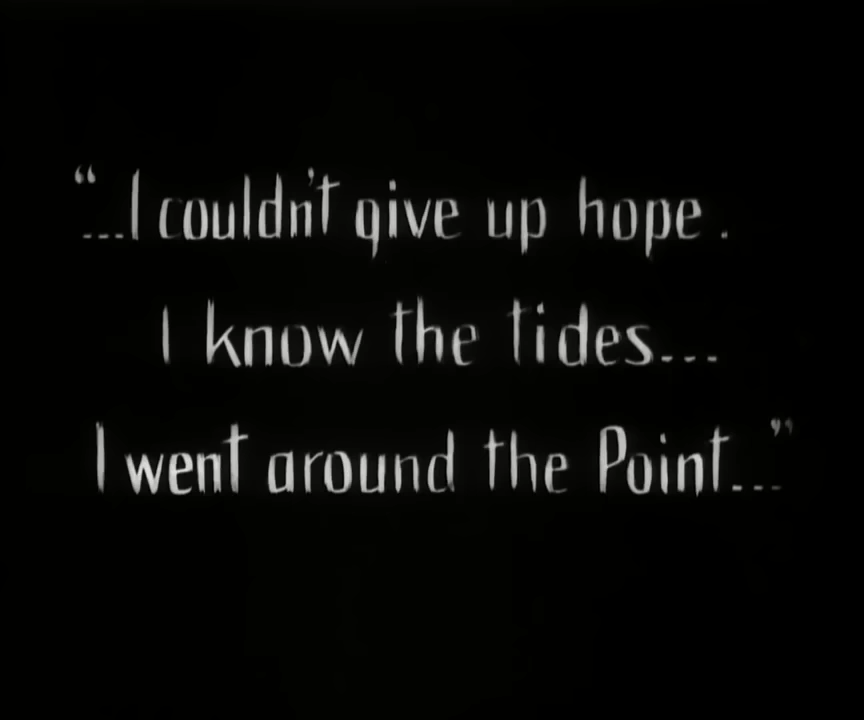 “...I couldn't give up hope.
I know the tides...
I went around the Point...”